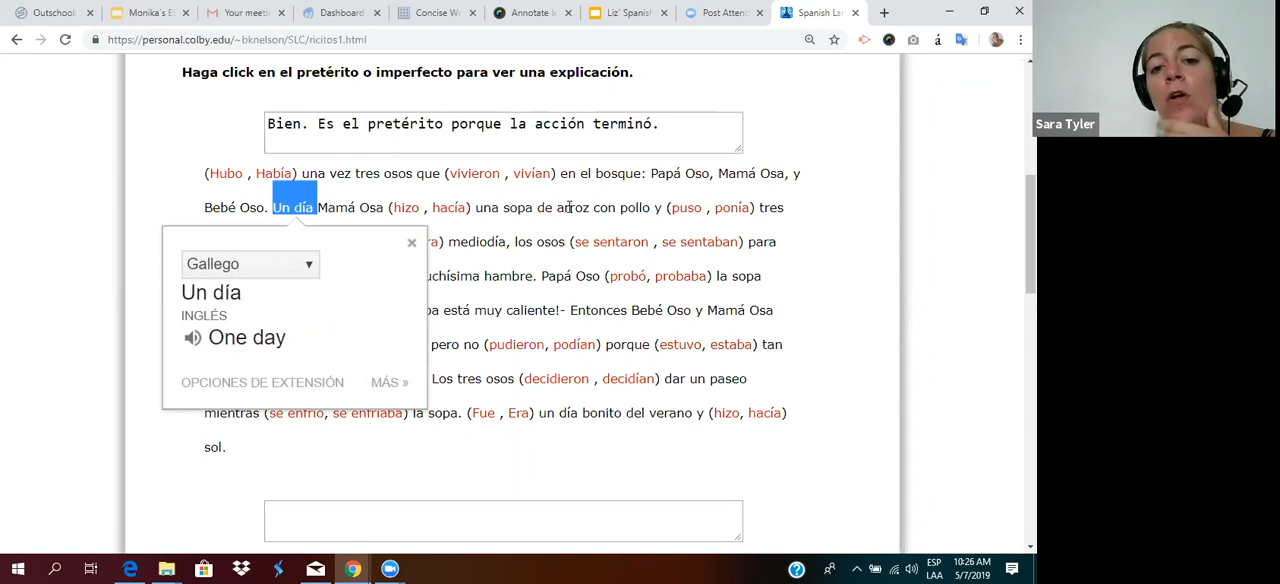 Outschool
Monika's ES
Your meeti
Dashboard
Concise Wr
Annotate Im
Liz' Spanish
Post Attend
Spanish Lan
https://personal.colby.edu/~bknelson/SLC/ricitos1.html
Haga click en el pretérito o imperfecto para ver una explicación.
Bien. Es el pretérito porque la acción terminó.
(Hubo , Había) una vez tres osos que (vivieron , vivían) en el bosque: Papá Oso, Mamá Osa, y
Bebé Oso. Un día Mamá Osa (hizo , hacía) una sopa de arroz con pollo y (puso , ponía) tres
ra) mediodía, los osos (se sentaron , se sentaban) para
uchísima hambre. Papá Oso (probó, probaba) la sopa
pa está muy caliente!- Entonces Bebé Oso y Mamá Osa
pero no (pudieron, podían) porque (estuvo, estaba) tan
Los tres osos (decidieron , decidían) dar un paseo
mientras (se enfrió, se enfriaba) la sopa. (Fue , Era) un día bonito del verano y (hizo, hacía)
sol.
Gallego
Un día
INGLÉS
One day
OPCIONES DE EXTENSIÓN MÁS »
Sara Tyler
ESP 10:26 AM
LAA 5/7/2019